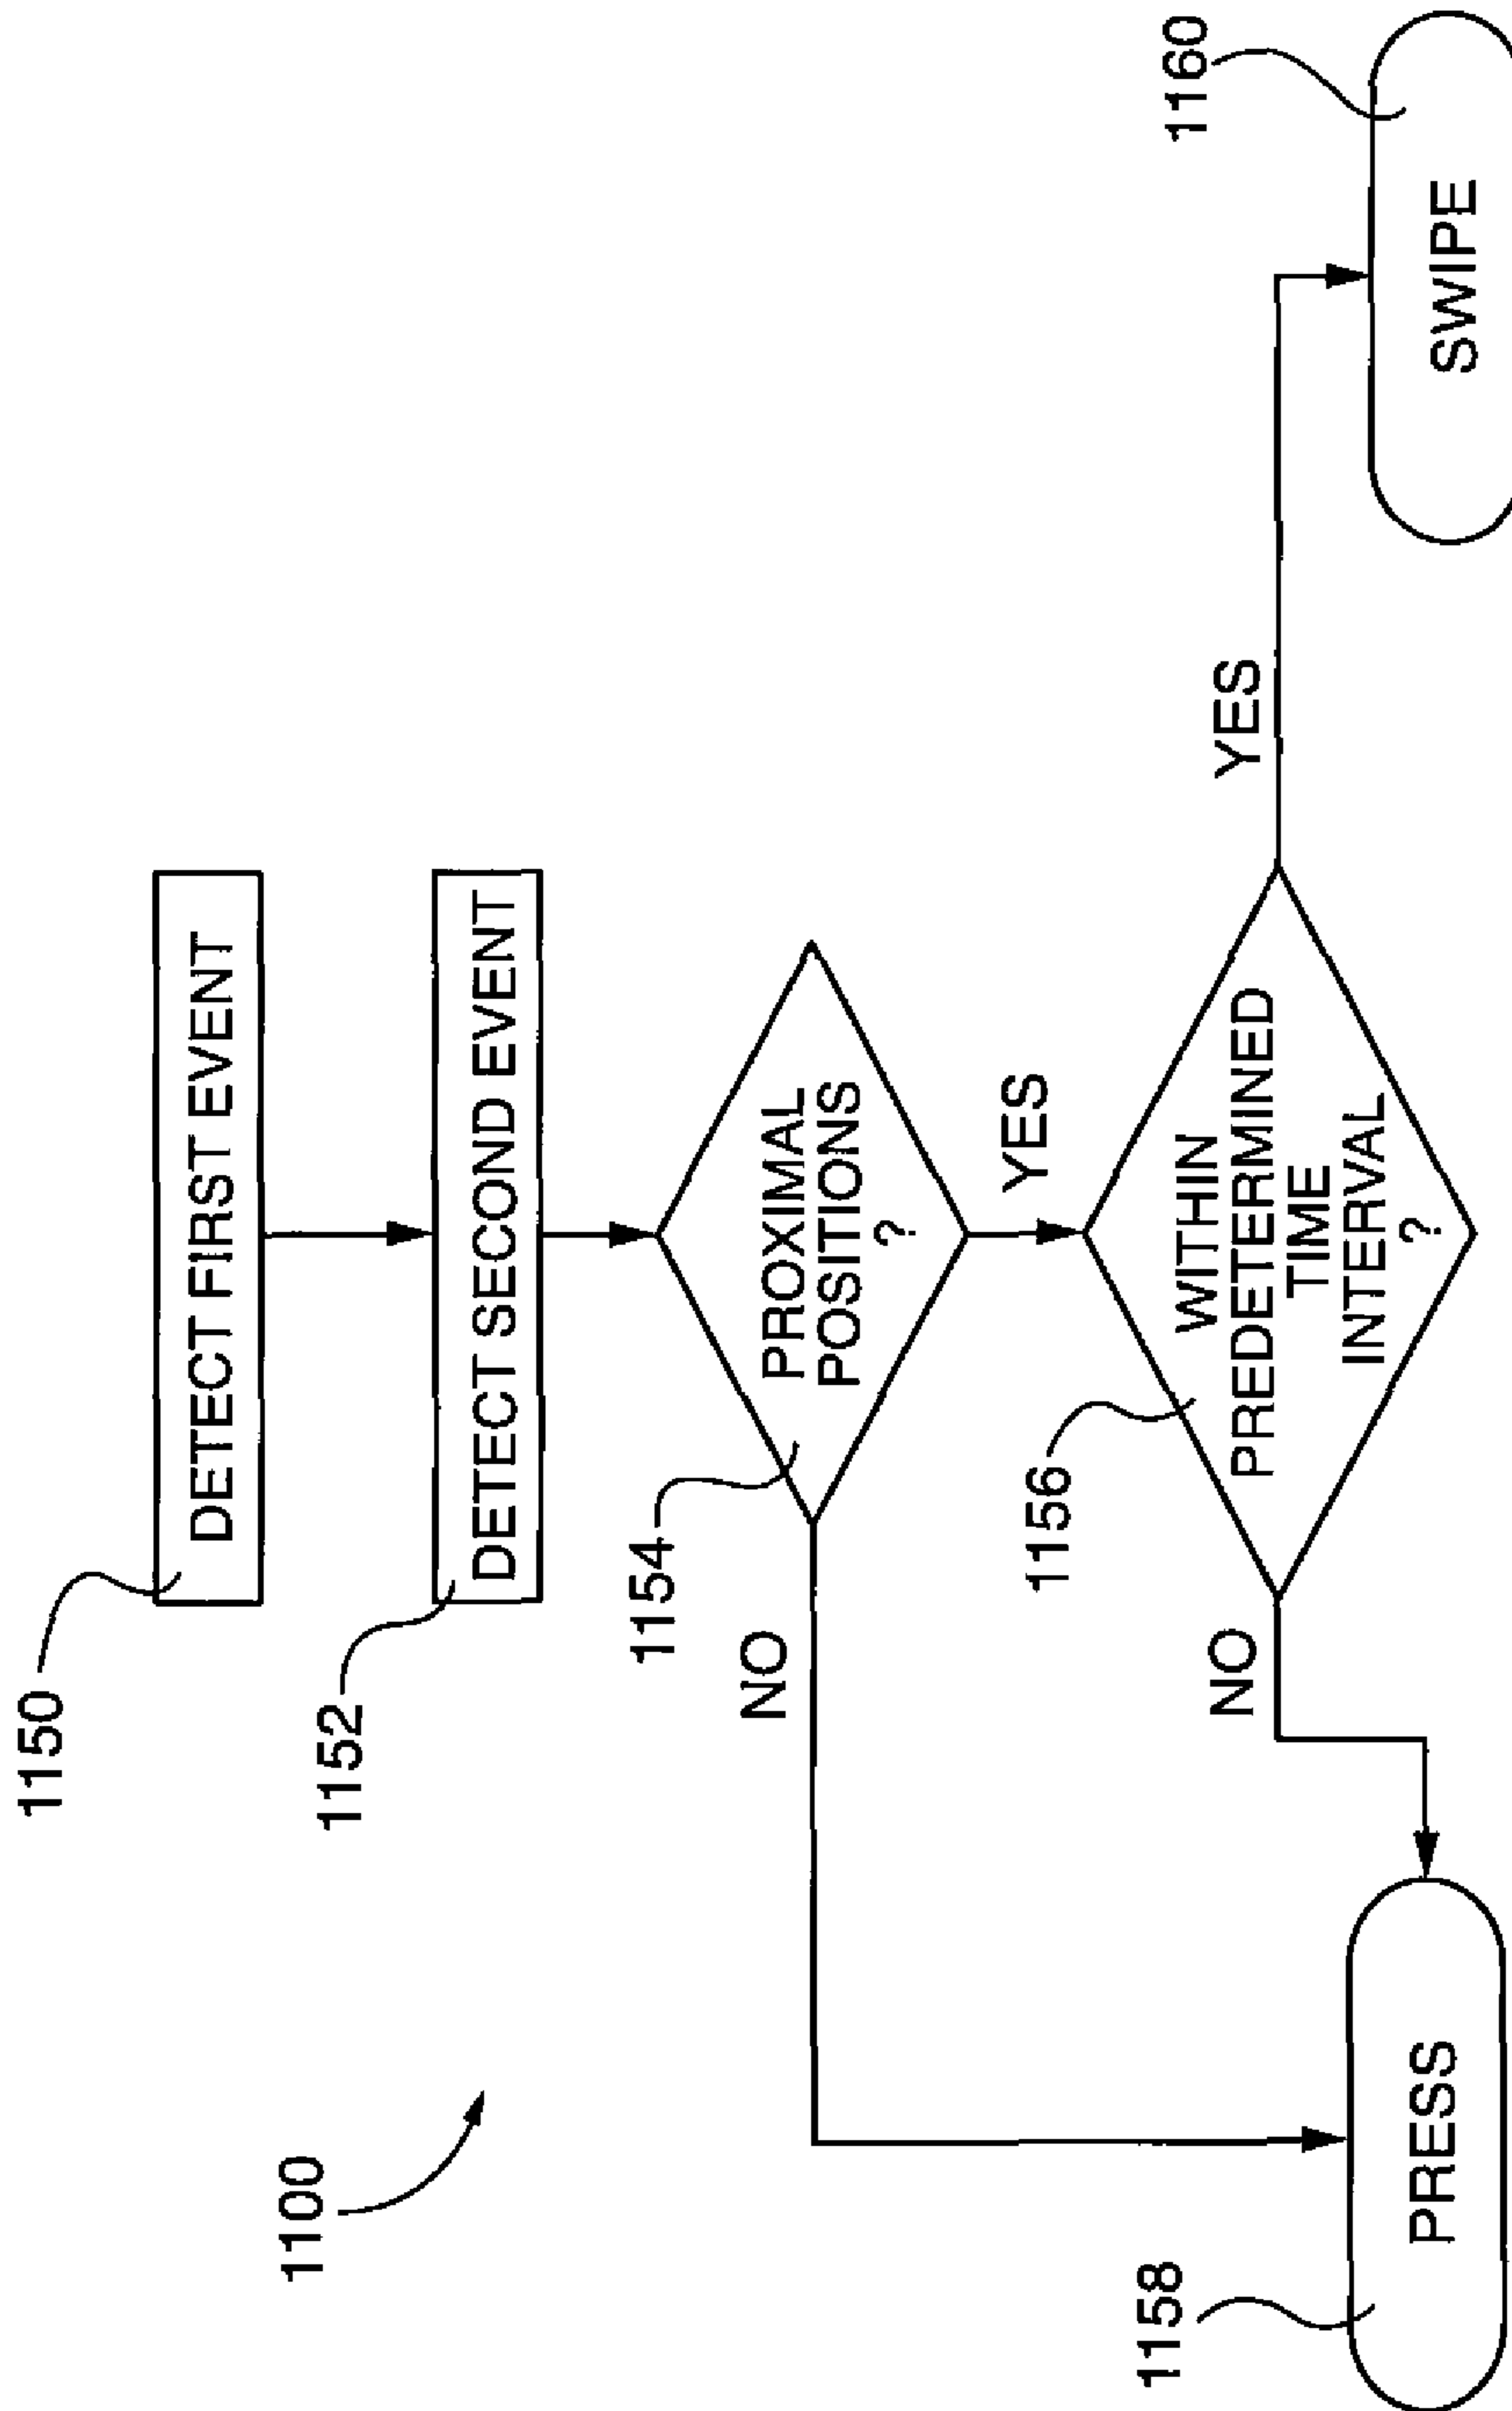 1150
DETECT FIRST EVENT
1152
DETECT SECOND EVENT
1100
1154
PROXIMAL
POSITIONS
?
NO
YES
1156
WITHIN
PREDETERMINED
TIME
INTERVAL
?
NO
YES
1158
PRESS
1160
SWIPE